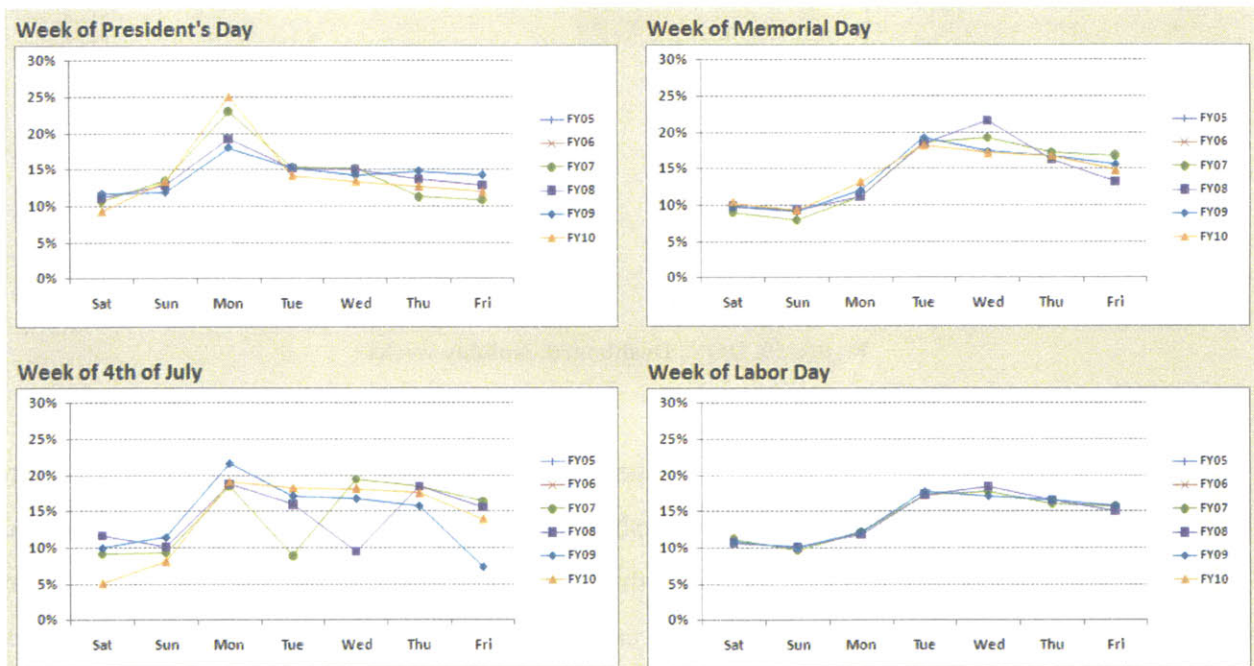 Week of President's Day
30%
25%
20%
15%
10%
5%
0%
Sat Sun Mon Tue Wed Thu Fri
FY05
FY06
FY07
FY08
FY09
FY10
Week of Memorial Day
30%
25%
20%
15%
10%
5%
0%
Sat Sun Mon Tue Wed Thu Fri
FY05
FY06
FY07
FY08
FY09
FY10
Week of 4th of July
30%
25%
20%
15%
10%
5%
0%
Sat Sun Mon Tue Wed Thu Fri
FY05
FY06
FY07
FY08
FY09
FY10
Week of Labor Day
30%
25%
20%
15%
10%
5%
0%
Sat Sun Mon Tue Wed Thu Fri
FY05
FY06
FY07
FY08
FY09
FY10